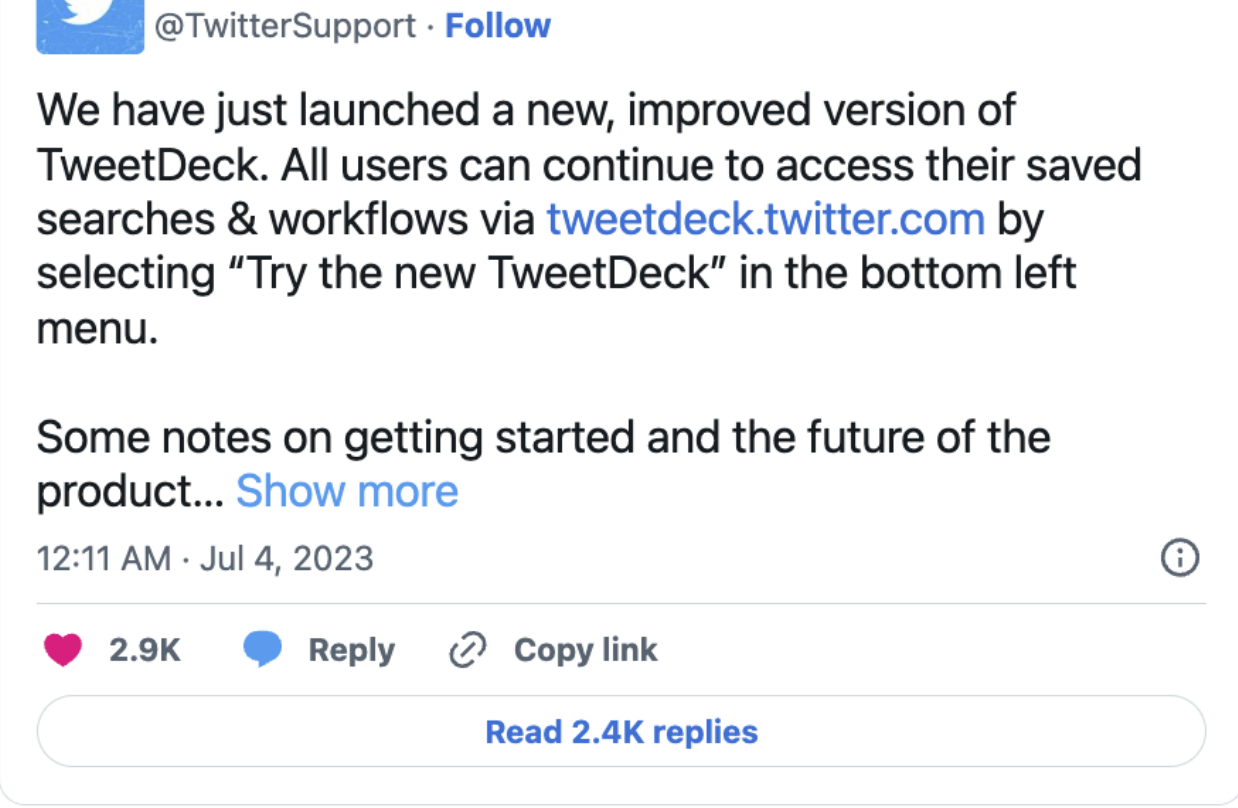 @TwitterSupport · Follow
We have just launched a new, improved version of
TweetDeck. All users can continue to access their saved
searches & workflows via tweetdeck.twitter.com by
selecting “Try the new TweetDeck” in the bottom left
menu.
Some notes on getting started and the future of the
product... Show more
12:11 AM · Jul 4, 2023
2.9K Reply Copy link
Read 2.4K replies